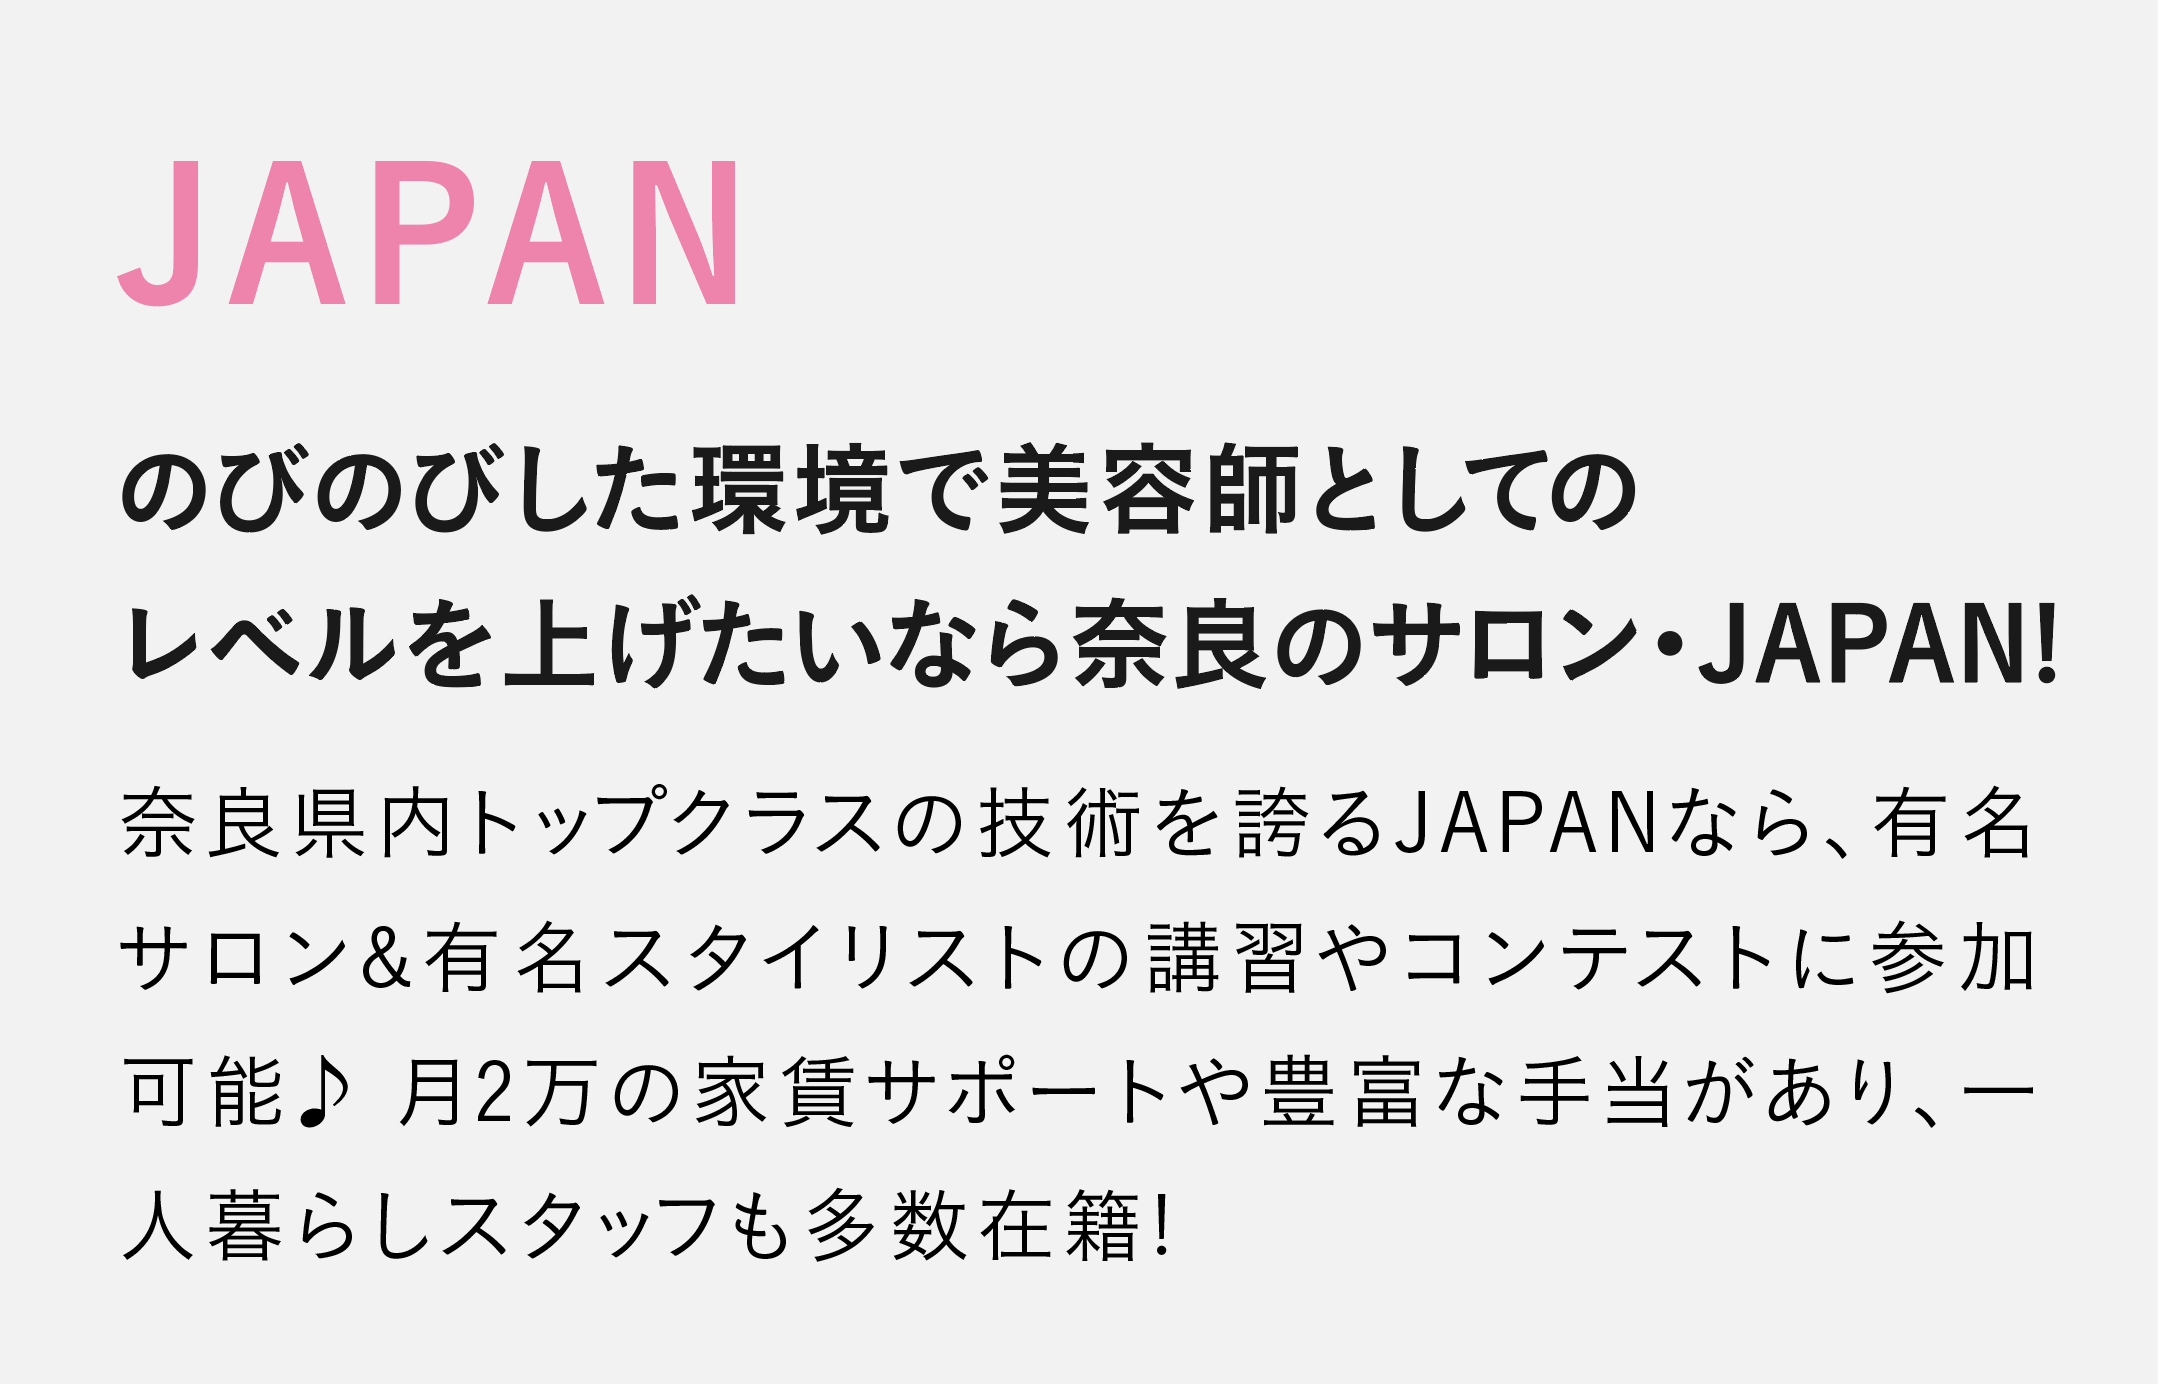 JAPAN
のびのびした環境で美容師としての
レベルを上げたいなら奈良のサロン・JAPAN!
奈良県内トップクラスの技術を誇るJAPANなら、有名
サロン&有名スタイリストの講習やコンテストに参加
可能♪ 月2万の家賃サポートや豊富な手当があり、一
人暮らしスタッフも多数在籍!